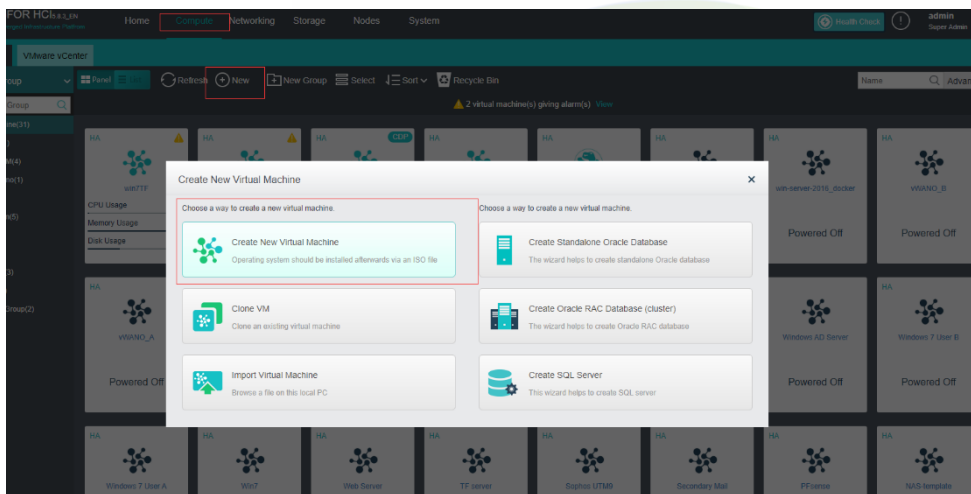 FOR HCI5.8.3_EN
Home
Compute
Networking
Storage
Nodes
System
Health Check
admin
Super Admin
VMware vCenter
Panel
Refresh
New
New Group
Select
Sort
Recycle Bin
Name
Advan
Group
2 virtual machine(s) giving alarm(s) View
HA
HA
HA
CDP
HA
HA
HA
HA
HA
win7TF
win-server-2016_docker
vWANO_B
CPU Usage
Memory Usage
Disk Usage
Powered Off
Powered Off
Create New Virtual Machine
Choose a way to create a new virtual machine.
Choose a way to create a new virtual machine.
Create New Virtual Machine
Operating system should be installed afterwards via an ISO file
Create Standalone Oracle Database
The wizard helps to create standalone Oracle database
Clone VM
Clone an existing virtual machine
Create Oracle RAC Database (cluster)
The wizard helps to create Oracle RAC database
Import Virtual Machine
Browse a file on this local PC
Create SQL Server
This wizard helps to create SQL server
HA
HA
vWANO_A
Windows AD Server
Windows 7 User B
Powered Off
Powered Off
Powered Off
Group(2)
HA
HA
HA
HA
HA
HA
HA
HA
Windows 7 User A
Win7
Web Server
TF server
Sophos UTM9
Secondary Mail
PFsense
NAS-template